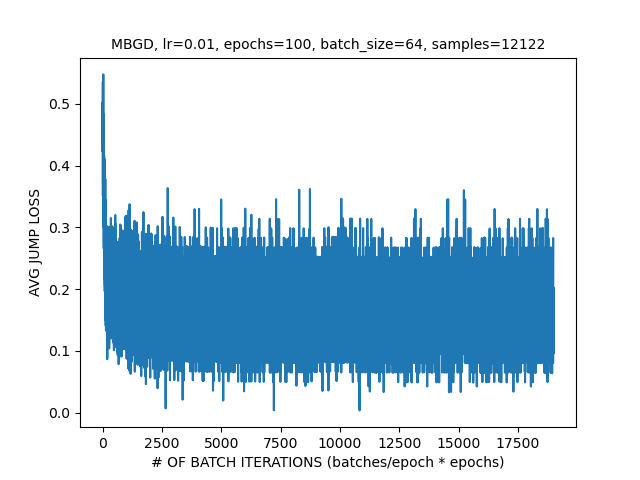 MBGD, lr=0.01, epochs=100, batch_size=64, samples=12122
AVG JUMP LOSS
0.5
0.4
0.3
0.2
0.1
0.0
0 2500 5000 7500 10000 12500 15000 17500
# OF BATCH ITERATIONS (batches/epoch * epochs)